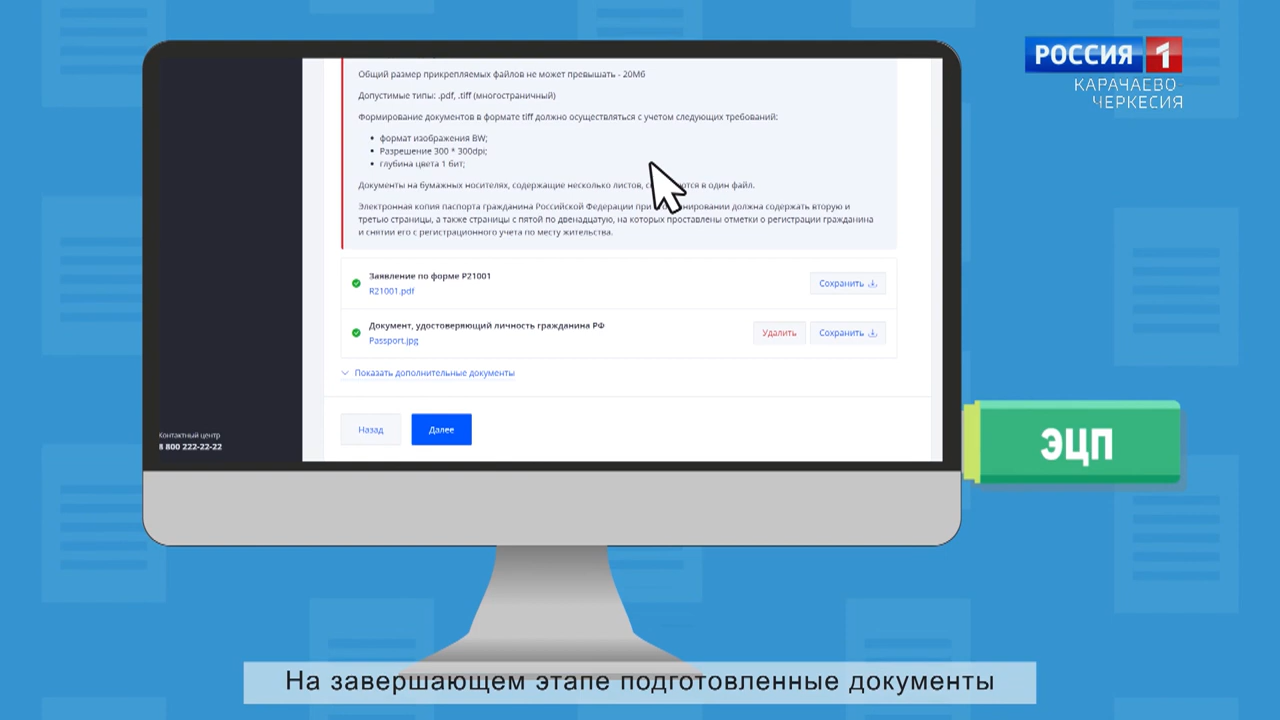 РОССИЯ 1
КАРАЧАЕВО-
ЧЕРКЕСИЯ
Общий размер прикрепляемых файлов не может превышать - 20Мб
Допустимые типы: .pdf, .tiff (многостраничный)
Формирование документов в формате tiff должно осуществляться с учетом следующих требований:
формат изображения BW;
Разрешение 300 * 300dpi;
глубина цвета 1 бит;
Документы на бумажных носителях, содержащие несколько листов, в один файл.
Электронная копия паспорта гражданина Российской Федерации при должна содержать вторую и
третью страницы, а также страницы с пятой по двенадцатую, на которых проставлены отметки о регистрации гражданина
и снятии его с регистрационного учета по месту жительства.
Заявление по форме Р21001
R21001.pdf
Сохранить
Документ, удостоверяющий личность гражданина РФ
Passport.jpg
Удалить
Сохранить
Показать дополнительные документы
Назад
Далее
Контактный центр
8 800 222-22-22
ЭЦП
На завершающем этапе подготовленные документы